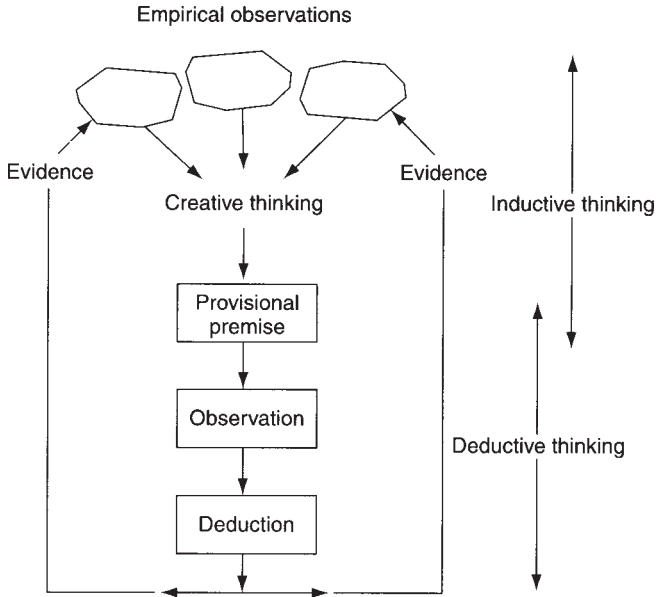 Empirical observations
Evidence
Evidence
Creative thinking
Inductive thinking
Provisional
premise
Observation
Deductive thinking
Deduction